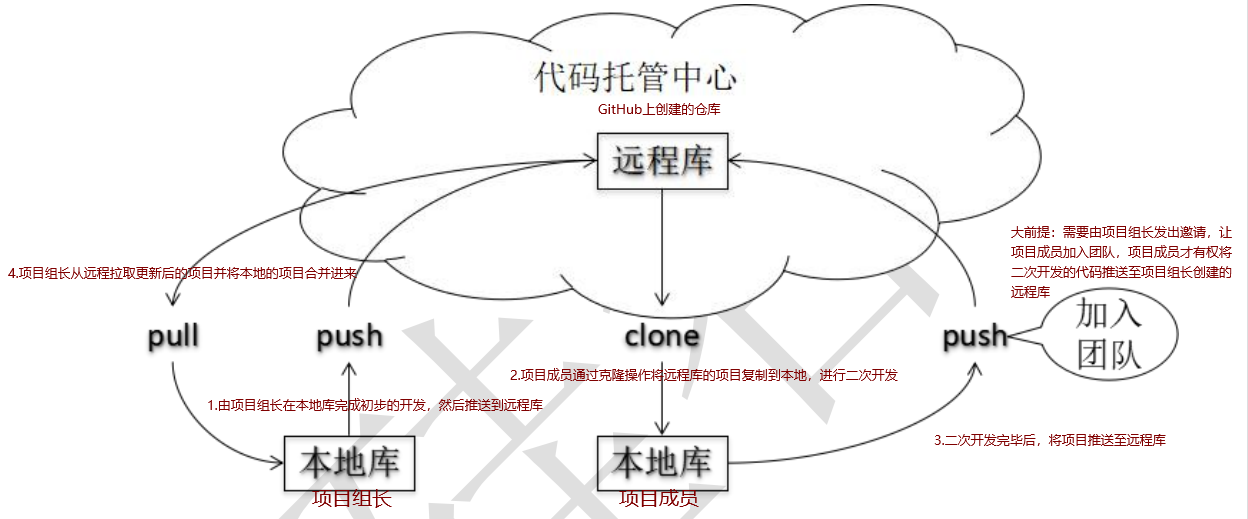 代码托管中心
GitHub上创建的仓库
远程库
大前提：需要由项目组长发出邀请，让
项目成员加入团队，项目成员才有权将
二次开发的代码推送至项目组长创建的
远程库
4.项目组长从远程拉取更新后的项目并将本地的项目合并进来
pull
push
clone
push
加入
团队
2.项目成员通过克隆操作将远程库的项目复制到本地，进行二次开发
1.由项目组长在本地库完成初步的开发，然后推送到远程库
3.二次开发完毕后，将项目推送至远程库
本地库
项目组长
本地库
项目成员